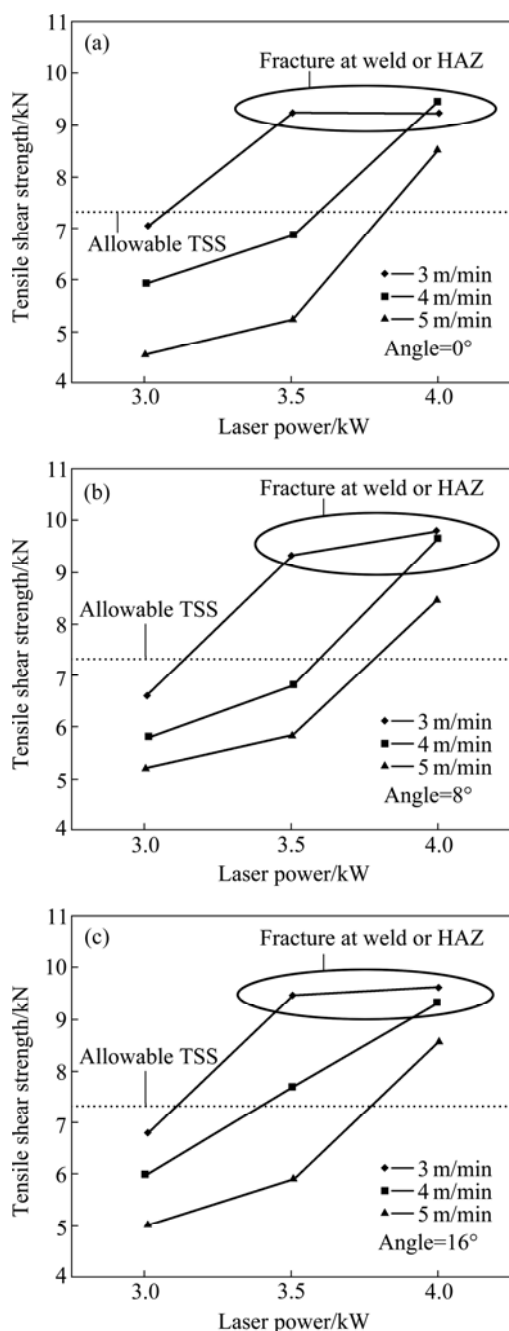 (a)
Fracture at weld or HAZ
Tensile shear strength/kN
11
10
9
8
7
6
5
4
Allowable TSS
3 m/min
4 m/min
5 m/min
Angle=0°
3.0 3.5 4.0
Laser power/kW
(b)
Fracture at weld or HAZ
Tensile shear strength/kN
11
10
9
8
7
6
5
4
Allowable TSS
3 m/min
4 m/min
5 m/min
Angle=8°
3.0 3.5 4.0
Laser power/kW
(c)
Fracture at weld or HAZ
Tensile shear strength/kN
11
10
9
8
7
6
5
4
Allowable TSS
3 m/min
4 m/min
5 m/min
Angle=16°
3.0 3.5 4.0
Laser power/kW